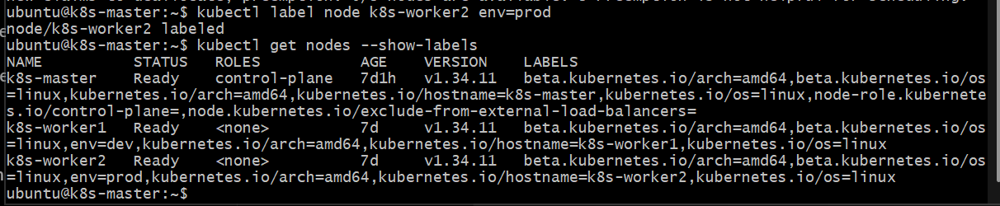 ubuntu@k8s-master:~$ kubectl label node k8s-worker2 env=prod
node/k8s-worker2 labeled
ubuntu@k8s-master:~$ kubectl get nodes --show-labels
NAME          STATUS   ROLES           AGE    VERSION    LABELS
k8s-master    Ready    control-plane   7d1h   v1.34.11   beta.kubernetes.io/arch=amd64,beta.kubernetes.io/os
=linux,kubernetes.io/arch=amd64,kubernetes.io/hostname=k8s-master,kubernetes.io/os=linux,node-role.kubernete
s.io/control-plane=,node.kubernetes.io/exclude-from-external-load-balancers=
k8s-worker1   Ready    <none>          7d     v1.34.11   beta.kubernetes.io/arch=amd64,beta.kubernetes.io/os
=linux,env=dev,kubernetes.io/arch=amd64,kubernetes.io/hostname=k8s-worker1,kubernetes.io/os=linux
k8s-worker2   Ready    <none>          7d     v1.34.11   beta.kubernetes.io/arch=amd64,beta.kubernetes.io/os
=linux,env=prod,kubernetes.io/arch=amd64,kubernetes.io/hostname=k8s-worker2,kubernetes.io/os=linux
ubuntu@k8s-master:~$